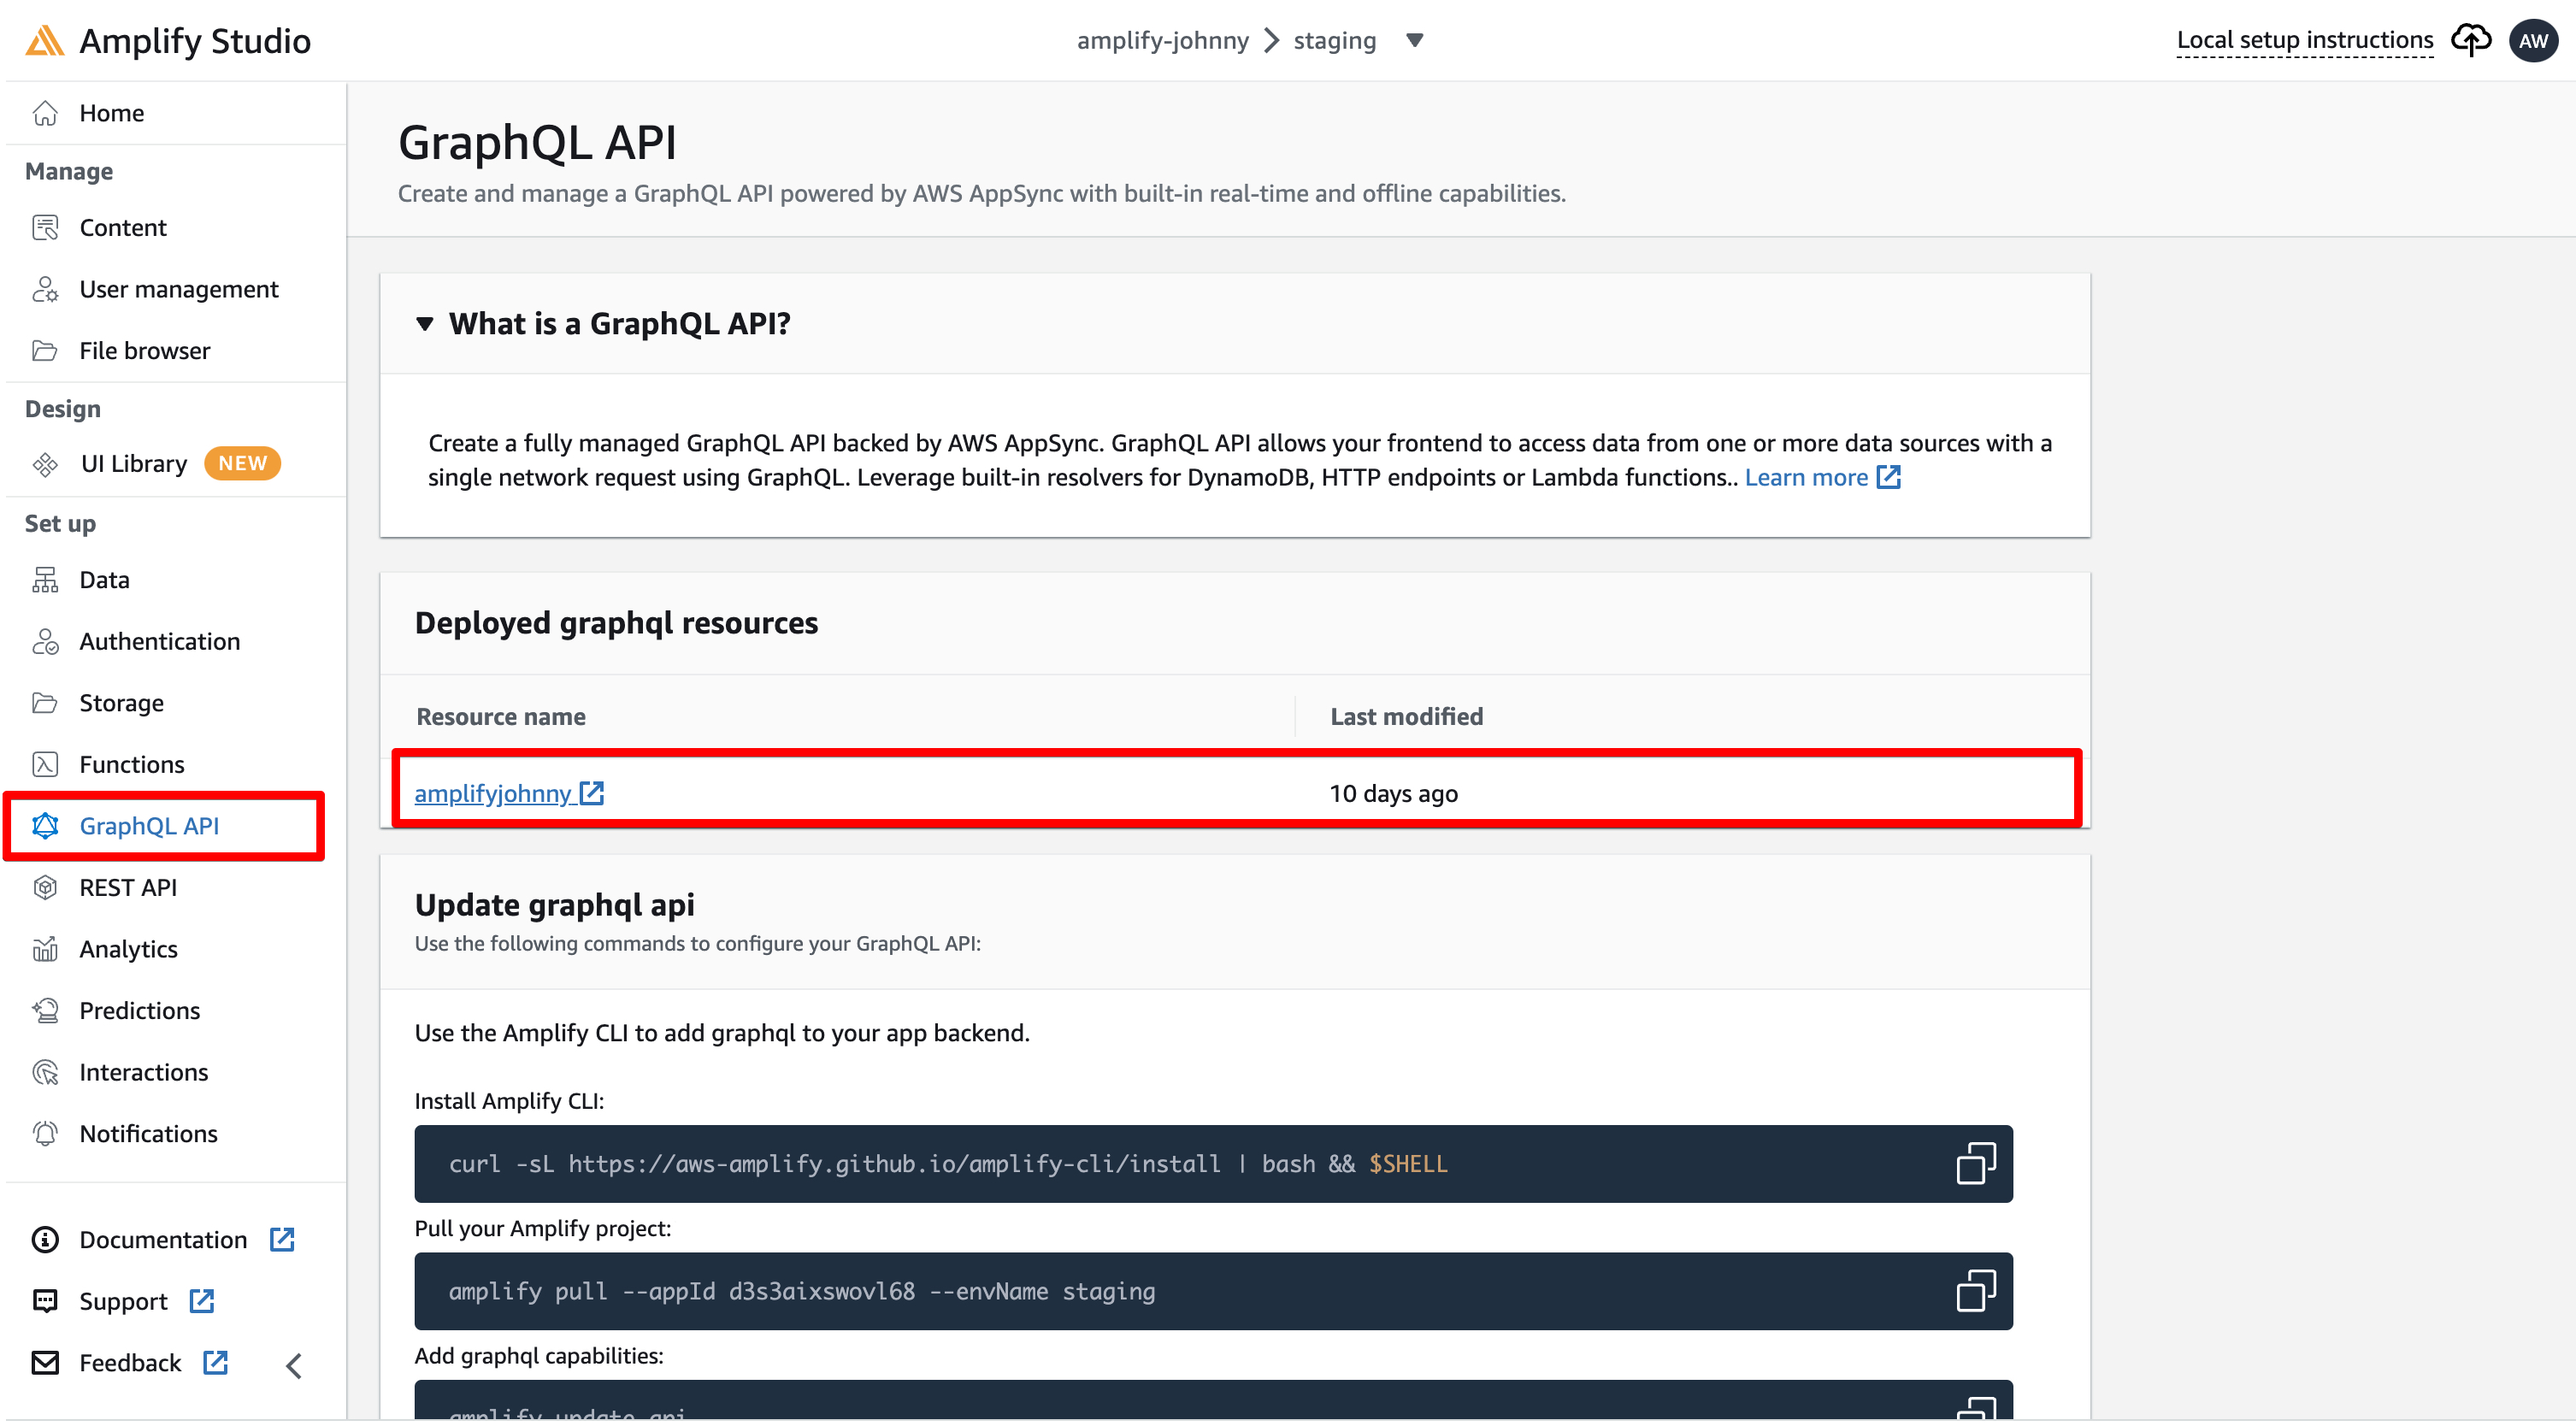 Amplify Studio
amplify-johnny
staging
Local setup instructions
AW
Home
Manage
Content
User management
File browser
Design
UI Library NEW
Set up
Data
Authentication
Storage
Functions
GraphQL API
REST API
Analytics
Predictions
Interactions
Notifications
Documentation
Support
Feedback
GraphQL API
Create and manage a GraphQL API powered by AWS AppSync with built-in real-time and offline capabilities.
What is a GraphQL API?
Create a fully managed GraphQL API backed by AWS AppSync. GraphQL API allows your frontend to access data from one or more data sources with a
single network request using GraphQL. Leverage built-in resolvers for DynamoDB, HTTP endpoints or Lambda functions.. Learn more
Deployed graphql resources
Resource name Last modified
amplifyjohnny 10 days ago
Update graphql api
Use the following commands to configure your GraphQL API:
Use the Amplify CLI to add graphql to your app backend.
Install Amplify CLI:
curl -sL https://aws-amplify.github.io/amplify-cli/install | bash && $SHELL
Pull your Amplify project:
amplify pull --appId d3s3aixswovl68 --envName staging
Add graphql capabilities:
amplify update api